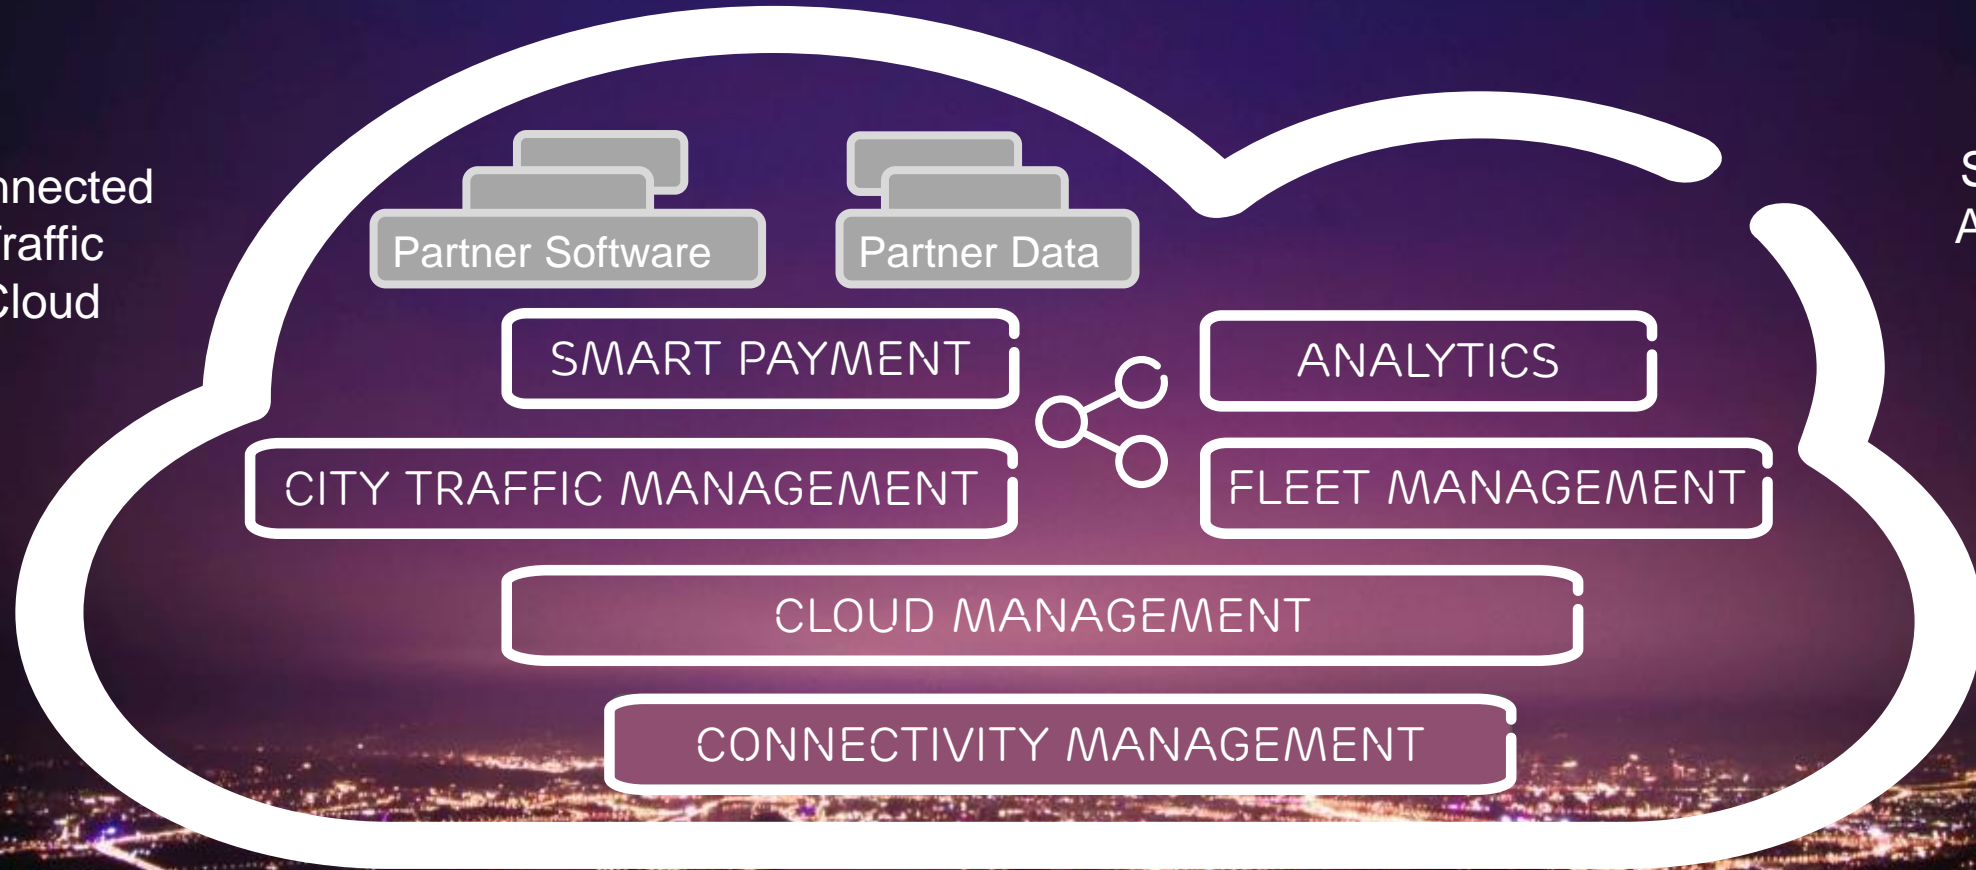 nnected
raffic
Cloud
Partner Software
Partner Data
SMART PAYMENT
ANALYTICS
CITY TRAFFIC MANAGEMENT
FLEET MANAGEMENT
CLOUD MANAGEMENT
CONNECTIVITY MANAGEMENT